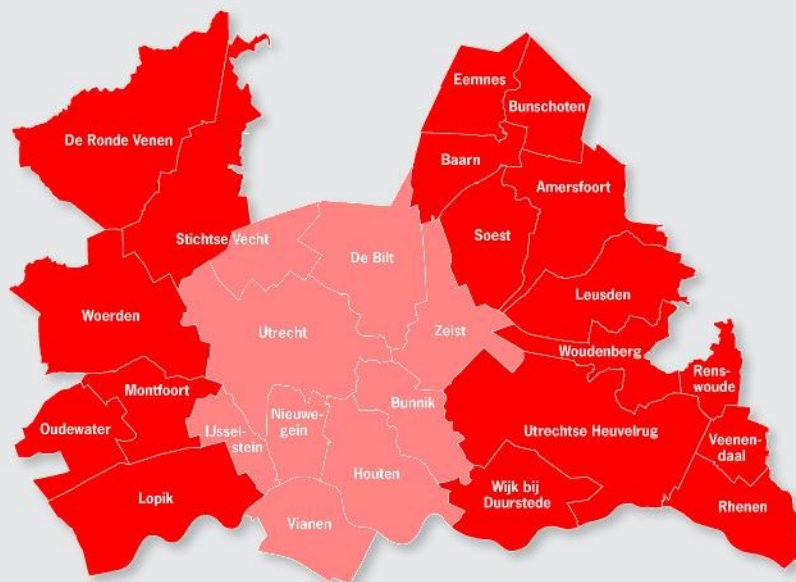 Eemnes
Bunschoten
De Ronde Venen
Baarn
Amersfoort
Stichtse Vecht
Soest
De Bilt
Leusden
Woerden
Utrecht
Zeist
Woudenberg
Rens-
woude
Montfoort
Bunnik
Nieuwe-
gein
Oudewater
IJssel-
stein
Utrechtse Heuvelrug
Veenen-
daal
Houten
Lopik
Wijk bij
Duurstede
Rhenen
Vianen